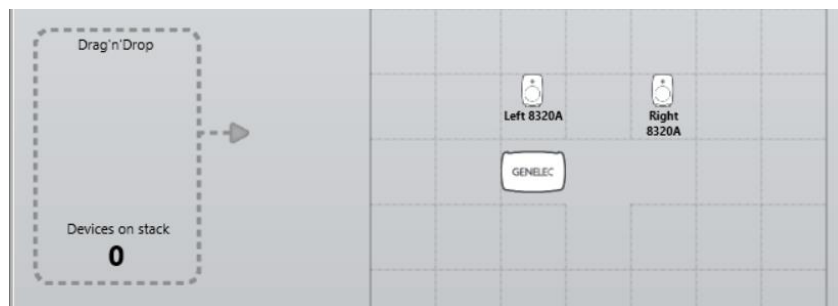 Drag'n'Drop
Left 8320A
Right
8320A
GENELEC
Devices on stack
0